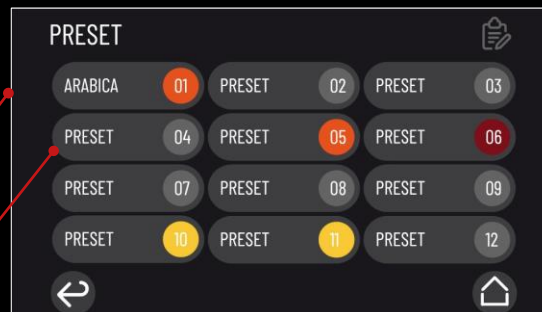 PRESET
ARABICA 01 PRESET 02 PRESET 03
PRESET 04 PRESET 05 PRESET 06
PRESET 07 PRESET 08 PRESET 09
PRESET 10 PRESET 11 PRESET 12